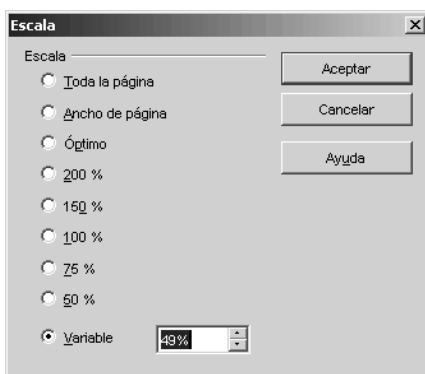 Escala
Escala
Toda la página
Ancho de página
Óptimo
200 %
150 %
100 %
75 %
50 %
Variable 49%
Aceptar
Cancelar
Ayuda